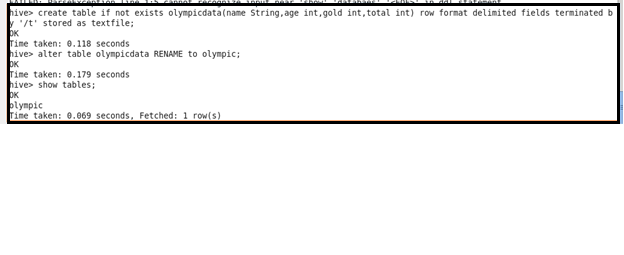 FAILED: ParseException line 1:5 cannot recognize input near 'show' 'databaes' '<EOF>' in ddl statement
hive> create table if not exists olympicdata(name String,age int,gold int,total int) row format delimited fields terminated b
y '/t' stored as textfile;
OK
Time taken: 0.118 seconds
hive> alter table olympicdata RENAME to olympic;
OK
Time taken: 0.179 seconds
hive> show tables;
OK
olympic
Time taken: 0.069 seconds, Fetched: 1 row(s)